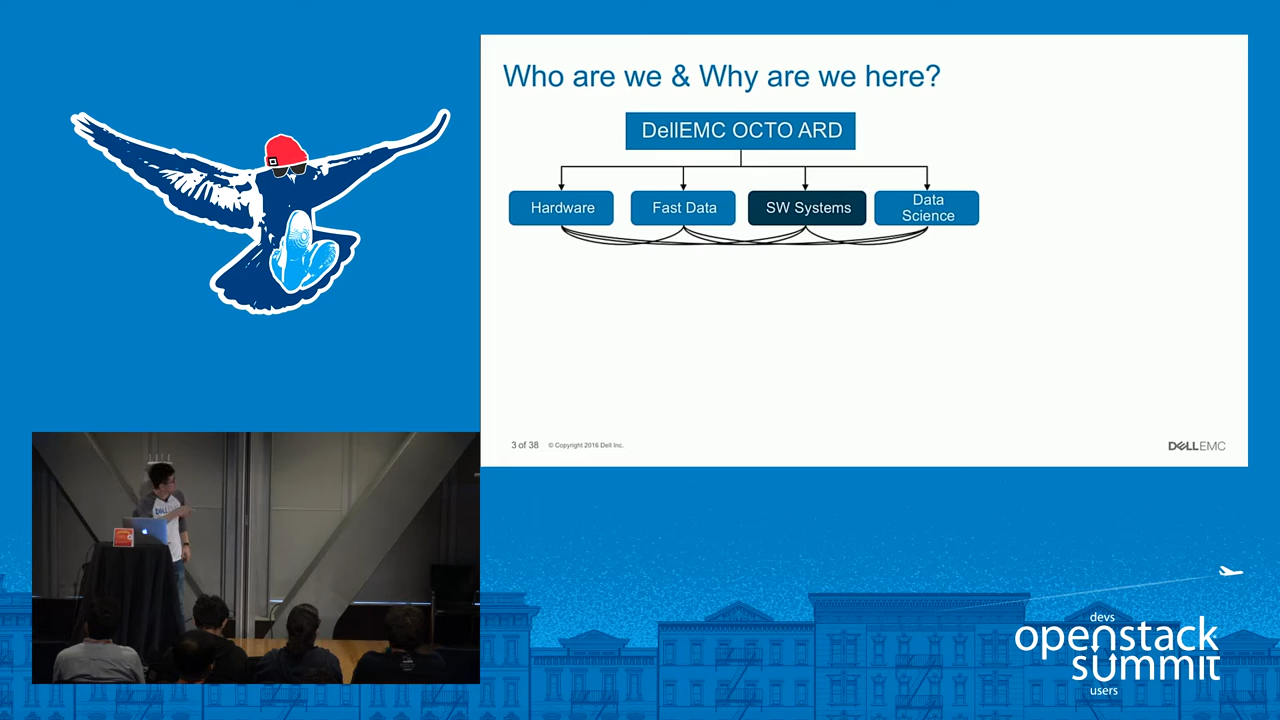 Who are we & Why are we here?
DellEMC OCTO ARD
Hardware
Fast Data
SW Systems
Data
Science
3 of 38
© Copyright 2016 Dell Inc.
DELLEMC
devs
openstack
summit
users